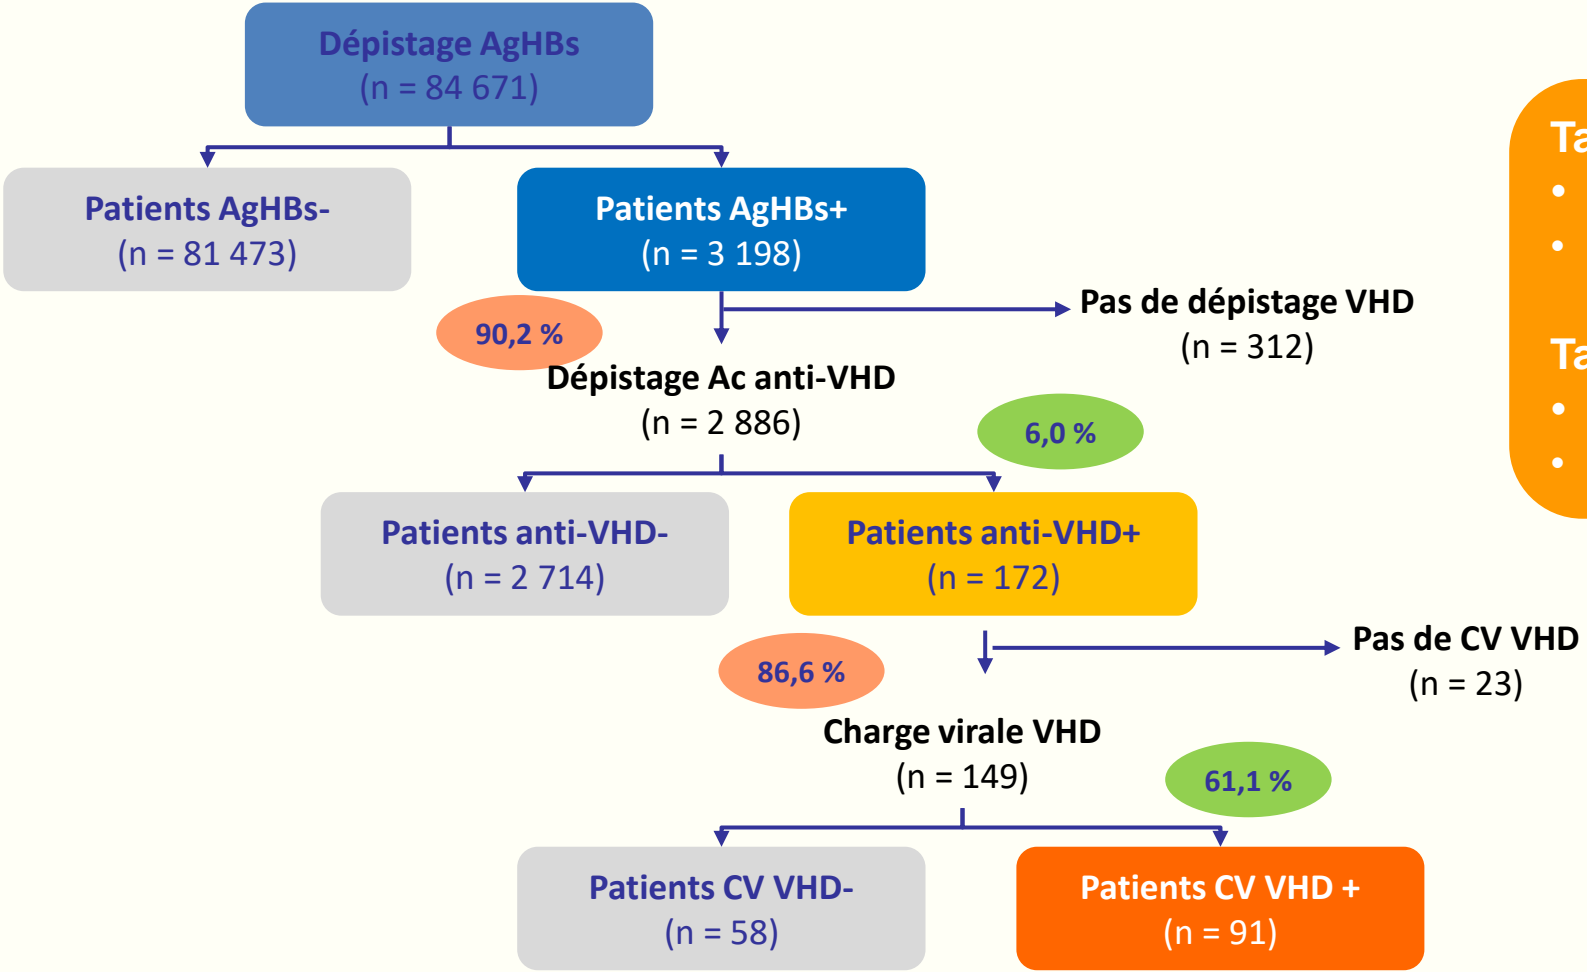 Dépistage AgHBs
(n = 84 671)
Patients AgHBs-
(n = 81 473)
Patients AgHBs+
(n = 3 198)
90,2 %
Pas de dépistage VHD
(n = 312)
Dépistage Ac anti-VHD
(n = 2 886)
6,0 %
Patients anti-VHD-
(n = 2 714)
Patients anti-VHD+
(n = 172)
86,6 %
Pas de CV VHD
(n = 23)
Charge virale VHD
(n = 149)
61,1 %
Patients CV VHD-
(n = 58)
Patients CV VHD +
(n = 91)